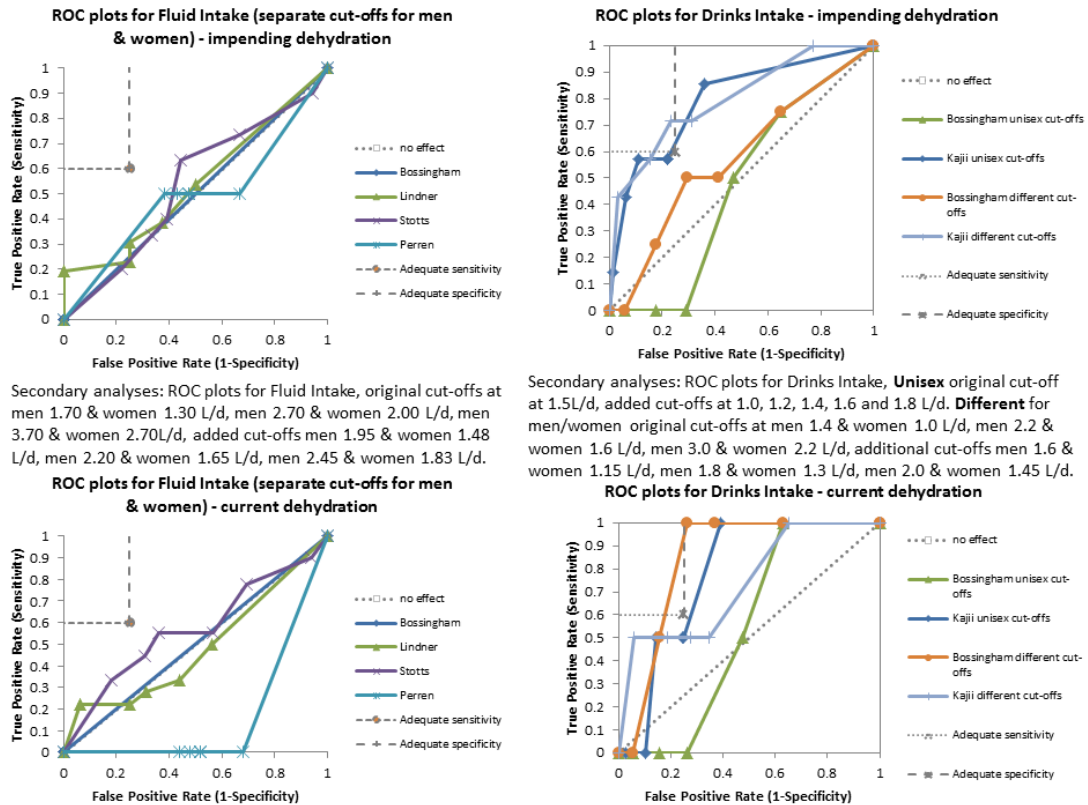 ROC plots for Fluid Intake (separate cut-offs for men
& women) - impending dehydration
True Positive Rate (Sensitivity)
1
0.9
0.8
0.7
0.6
0.5
0.4
0.3
0.2
0.1
0
0 0.2 0.4 0.6 0.8 1
False Positive Rate (1-Specificity)
no effect
Bossingham
Lindner
Stotts
Perren
Adequate sensitivity
Adequate specificity
Secondary analyses: ROC plots for Fluid Intake, original cut-offs at
men 1.70 & women 1.30 L/d, men 2.70 & women 2.00 L/d, men
3.70 & women 2.70L/d, added cut-offs men 1.95 & women 1.48
L/d, men 2.20 & women 1.65 L/d, men 2.45 & women 1.83 L/d.
ROC plots for Drinks Intake - impending dehydration
True Positive Rate (Sensitivity)
1
0.9
0.8
0.7
0.6
0.5
0.4
0.3
0.2
0.1
0
0 0.2 0.4 0.6 0.8 1
False Positive Rate (1-Specificity)
no effect
Bossingham unisex cut-offs
Kajii unisex cut-offs
Bossingham different cut-
offs
Kajii different cut-offs
Adequate sensitivity
Adequate specificity
Secondary analyses: ROC plots for Drinks Intake, Unisex original cut-off
at 1.5L/d, added cut-offs at 1.0, 1.2, 1.4, 1.6 and 1.8 L/d. Different for
men/women original cut-offs at men 1.4 & women 1.0 L/d, men 2.2 &
women 1.6 L/d, men 3.0 & women 2.2 L/d, additional cut-offs men 1.6 &
women 1.15 L/d, men 1.8 & women 1.3 L/d, men 2.0 & women 1.45 L/d.
ROC plots for Fluid Intake (separate cut-offs for men
& women) - current dehydration
True Positive Rate (Sensitivity)
1
0.9
0.8
0.7
0.6
0.5
0.4
0.3
0.2
0.1
0
0 0.2 0.4 0.6 0.8 1
False Positive Rate (1-Specificity)
no effect
Bossingham
Lindner
Stotts
Perren
Adequate sensitivity
Adequate specificity
ROC plots for Drinks Intake - current dehydration
True Positive Rate (Sensitivity)
1
0.9
0.8
0.7
0.6
0.5
0.4
0.3
0.2
0.1
0
0 0.2 0.4 0.6 0.8 1
False Positive Rate (1-Specificity)
no effect
Bossingham unisex cut-
offs
Kajii unisex cut-offs
Bossingham different cut-
offs
Kajii different cut-offs
Adequate sensitivity
Adequate specificity